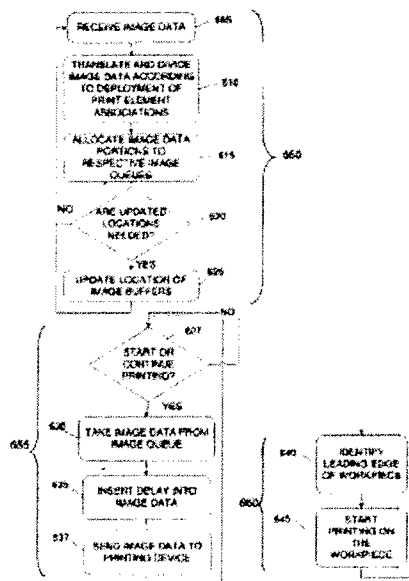 RECEIVE IMAGE DATA
TRANSLATE AND DIVIDE
IMAGE DATA ACCORDING
TO DEPLOYMENT OF
PRINT ELEMENT
ASSOCIATIONS
610
ALLOCATE IMAGE DATA
PORTIONS TO
RESPECTIVE IMAGE
QUEUES
615
650
NO
ARE UPDATED
LOCATIONS
NEEDED?
620
YES
UPDATE LOCATION OF
IMAGE BUFFERS
625
NO
627
START OR
CONTINUE
PRINTING?
YES
655
TAKE IMAGE DATA FROM
IMAGE QUEUE
635
INSERT DELAY INTO
IMAGE DATA
637
SEND IMAGE DATA TO
PRINTING DEVICE
640
IDENTIFY
LEADING EDGE
OF WORKPIECE
660
645
START
PRINTING ON
THE
WORKPIECE